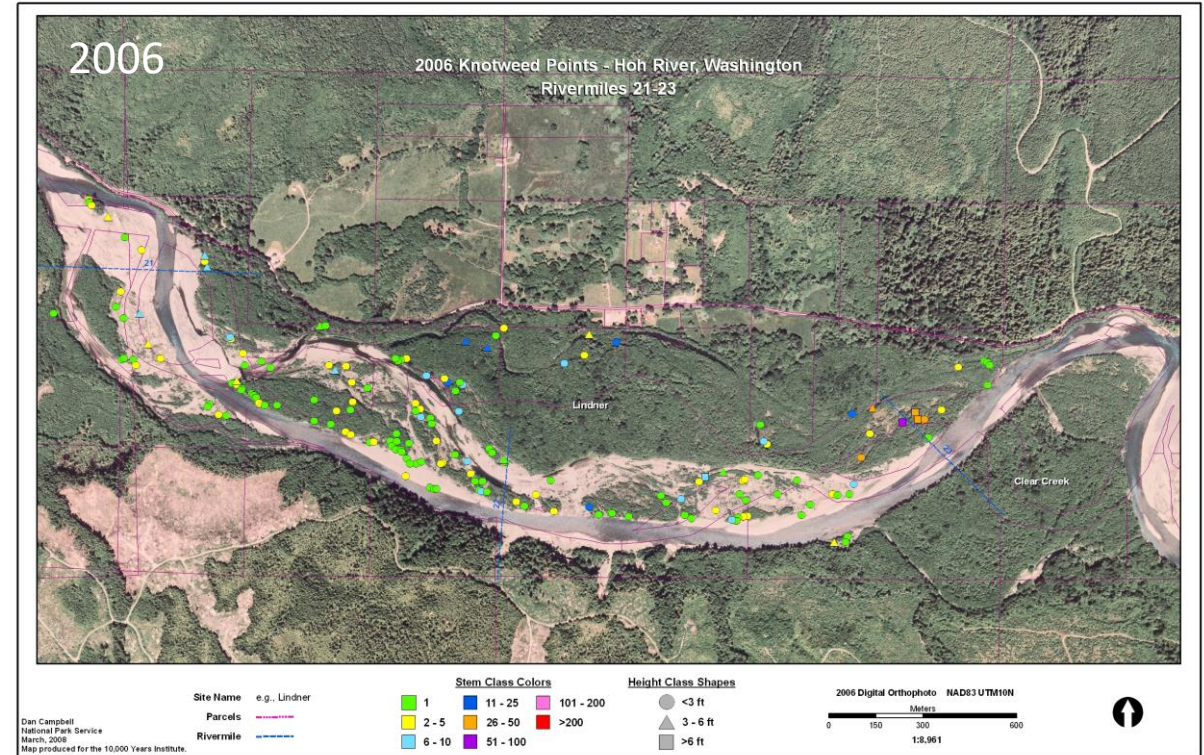 2006
2006 Knotweed Points - Hoh River, Washington
Rivermiles 21-23
21
Lindner
22
23
Clear Creek
Site Name e.g., Lindner
Parcels
Rivermile
Stem Class Colors
1 11 - 25 101 - 200
2 - 5 26 - 50 >200
6 - 10 51 - 100
Height Class Shapes
<3 ft
3 - 6 ft
>6 ft
2006 Digital Orthophoto NAD83 UTM10N
Meters
0 150 300 600
1:8,961
Dan Campbell
National Park Service
March, 2008
Map produced for the 10,000 Years Institute.